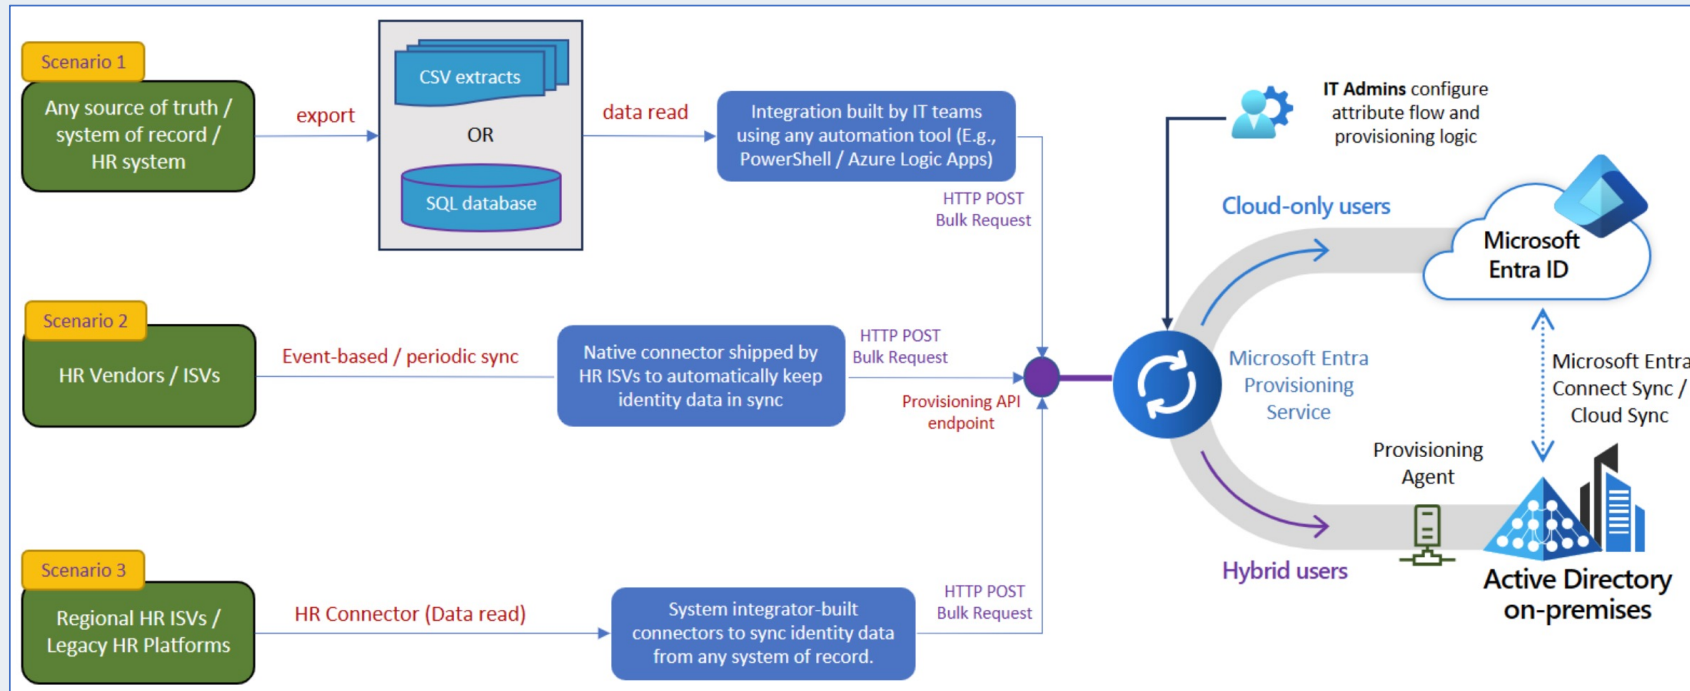 Scenario 1
Any source of truth /
system of record /
HR system
export
CSV extracts
OR
SQL database
data read
Integration built by IT teams
using any automation tool (E.g.,
PowerShell / Azure Logic Apps)
HTTP POST
Bulk Request
IT Admins configure
attribute flow and
provisioning logic
Cloud-only users
Microsoft
Entra ID
Scenario 2
HR Vendors / ISVs
Event-based / periodic sync
Native connector shipped by
HR ISVs to automatically keep
identity data in sync
HTTP POST
Bulk Request
Provisioning API
endpoint
Microsoft Entra
Provisioning
Service
Microsoft Entra
Connect Sync /
Cloud Sync
Provisioning
Agent
Hybrid users
Active Directory
on-premises
Scenario 3
Regional HR ISVs /
Legacy HR Platforms
HR Connector (Data read)
System integrator-built
connectors to sync identity data
from any system of record.
HTTP POST
Bulk Request